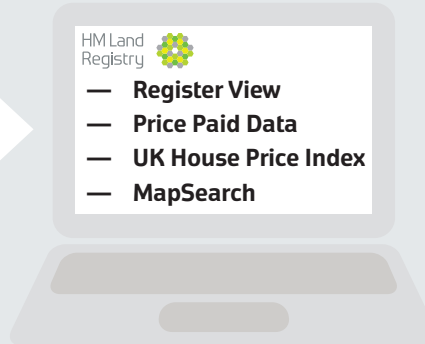 HM Land
Registry
— Register View
— Price Paid Data
— UK House Price Index
— MapSearch